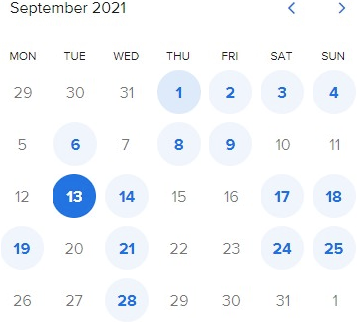 September 2021
MON TUE WED THU FRI SAT SUN
29 30 31 1 2 3 4
5 6 7 8 9 10 11
12 13 14 15 16 17 18
19 20 21 22 23 24 25
26 27 28 29 30 31 1